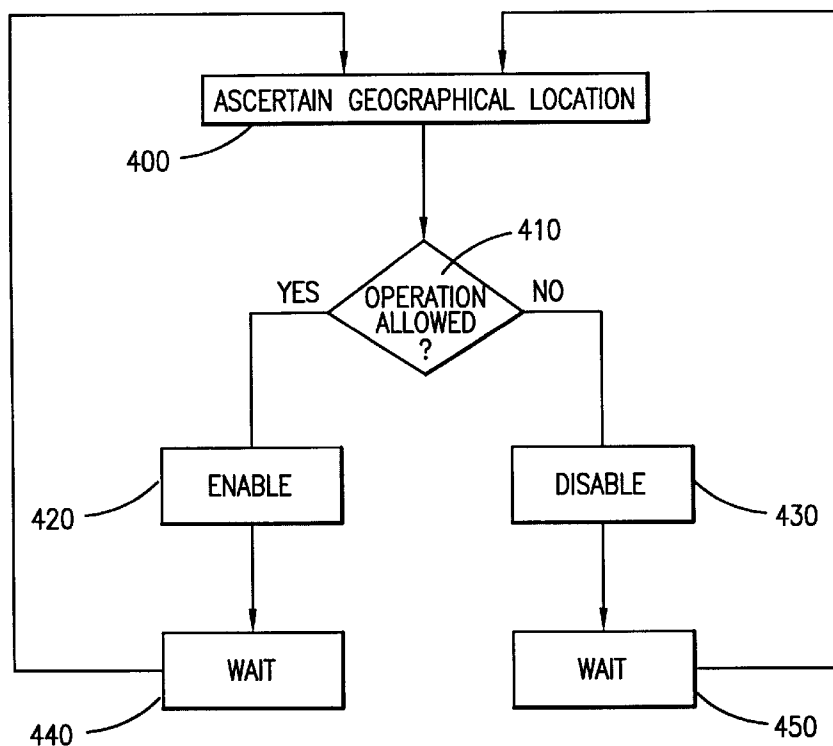 ASCERTAIN GEOGRAPHICAL LOCATION
400
410
YES
OPERATION
ALLOWED
?
NO
ENABLE
420
DISABLE
430
WAIT
440
WAIT
450